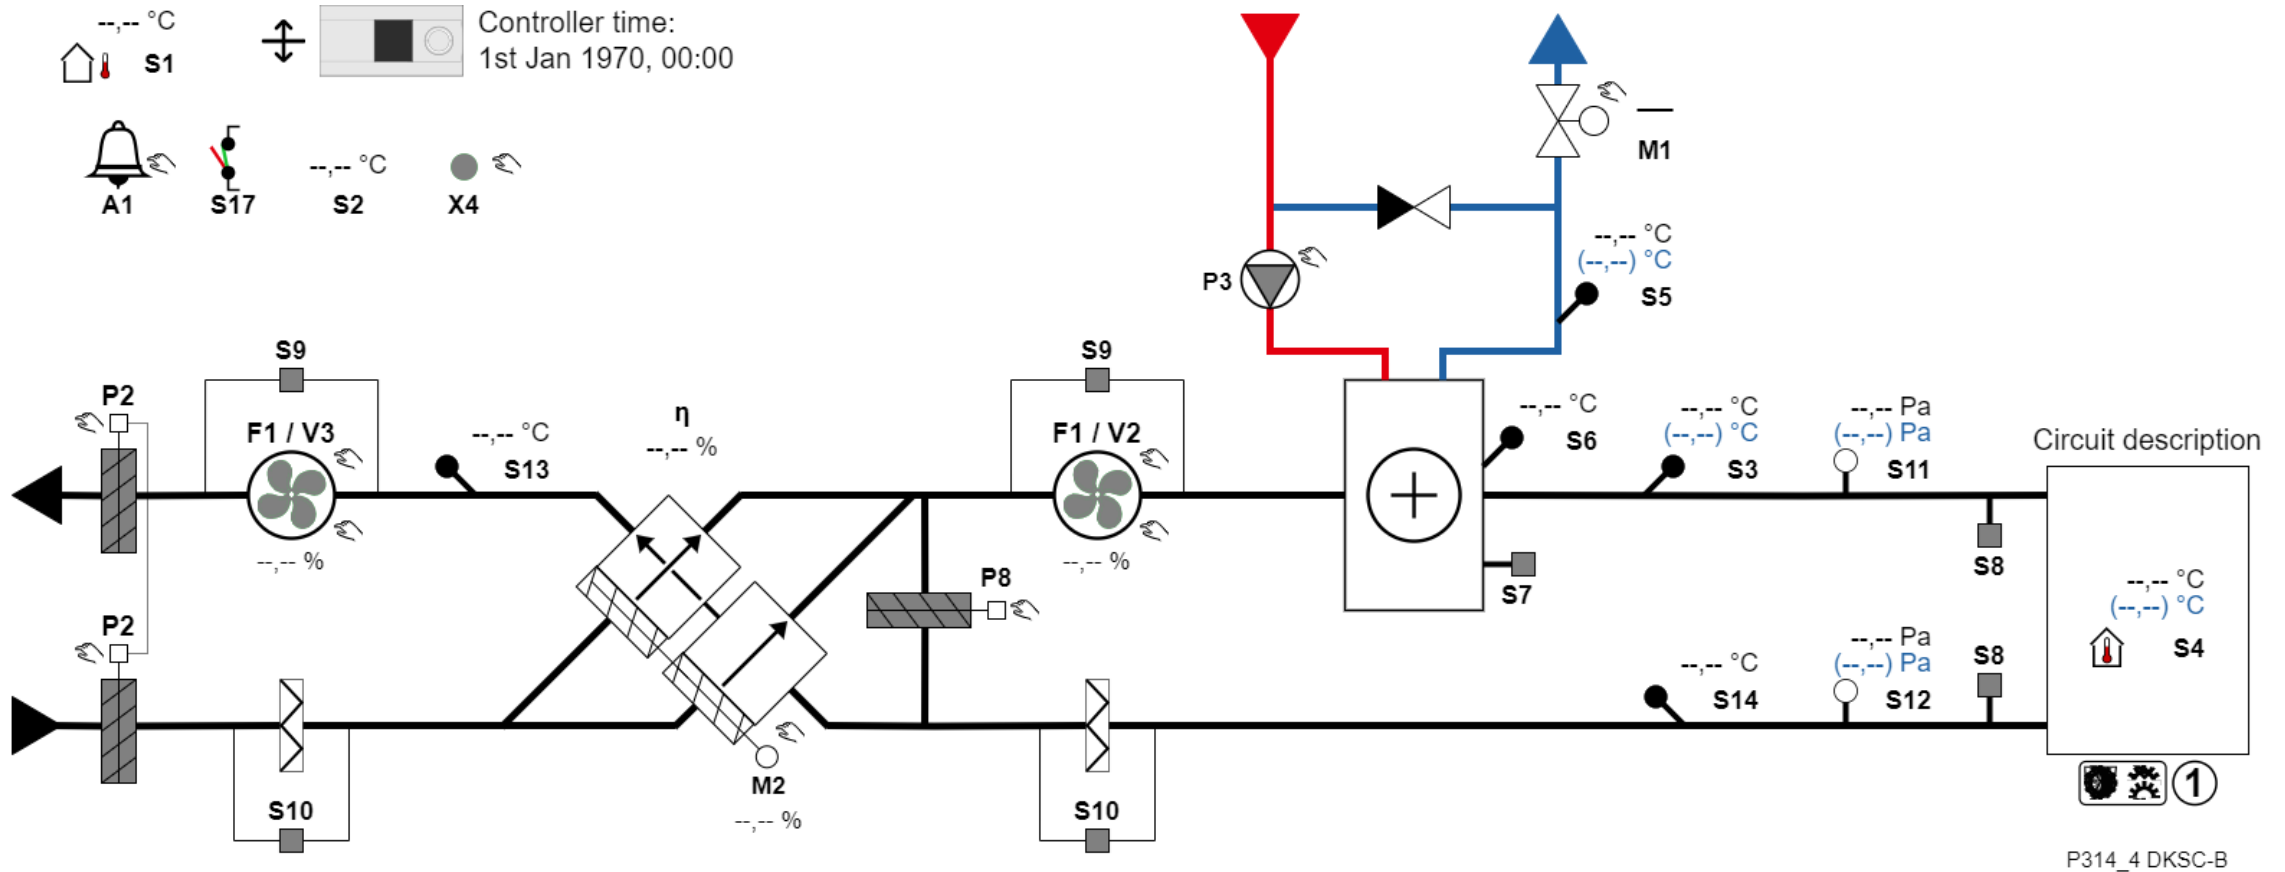 --,-- °C
S1
Controller time:
1st Jan 1970, 00:00
A1
S17
--,-- °C
S2
X4
M1
--,-- °C
(--,--) °C
S5
P3
S9
P2
F1 / V3
--,-- %
--,-- °C
S13
η
--,-- %
S9
F1 / V2
--,-- %
--,-- °C
S6
--,-- °C
(--,--) °C
S3
--,-- Pa
(--,--) Pa
S11
Circuit description
S8
S7
P8
--,-- °C
(--,--) °C
S4
P2
--,-- °C
S14
--,-- Pa
(--,--) Pa
S12
S8
M2
--,-- %
S10
S10
1
P314_4 DKSC-B